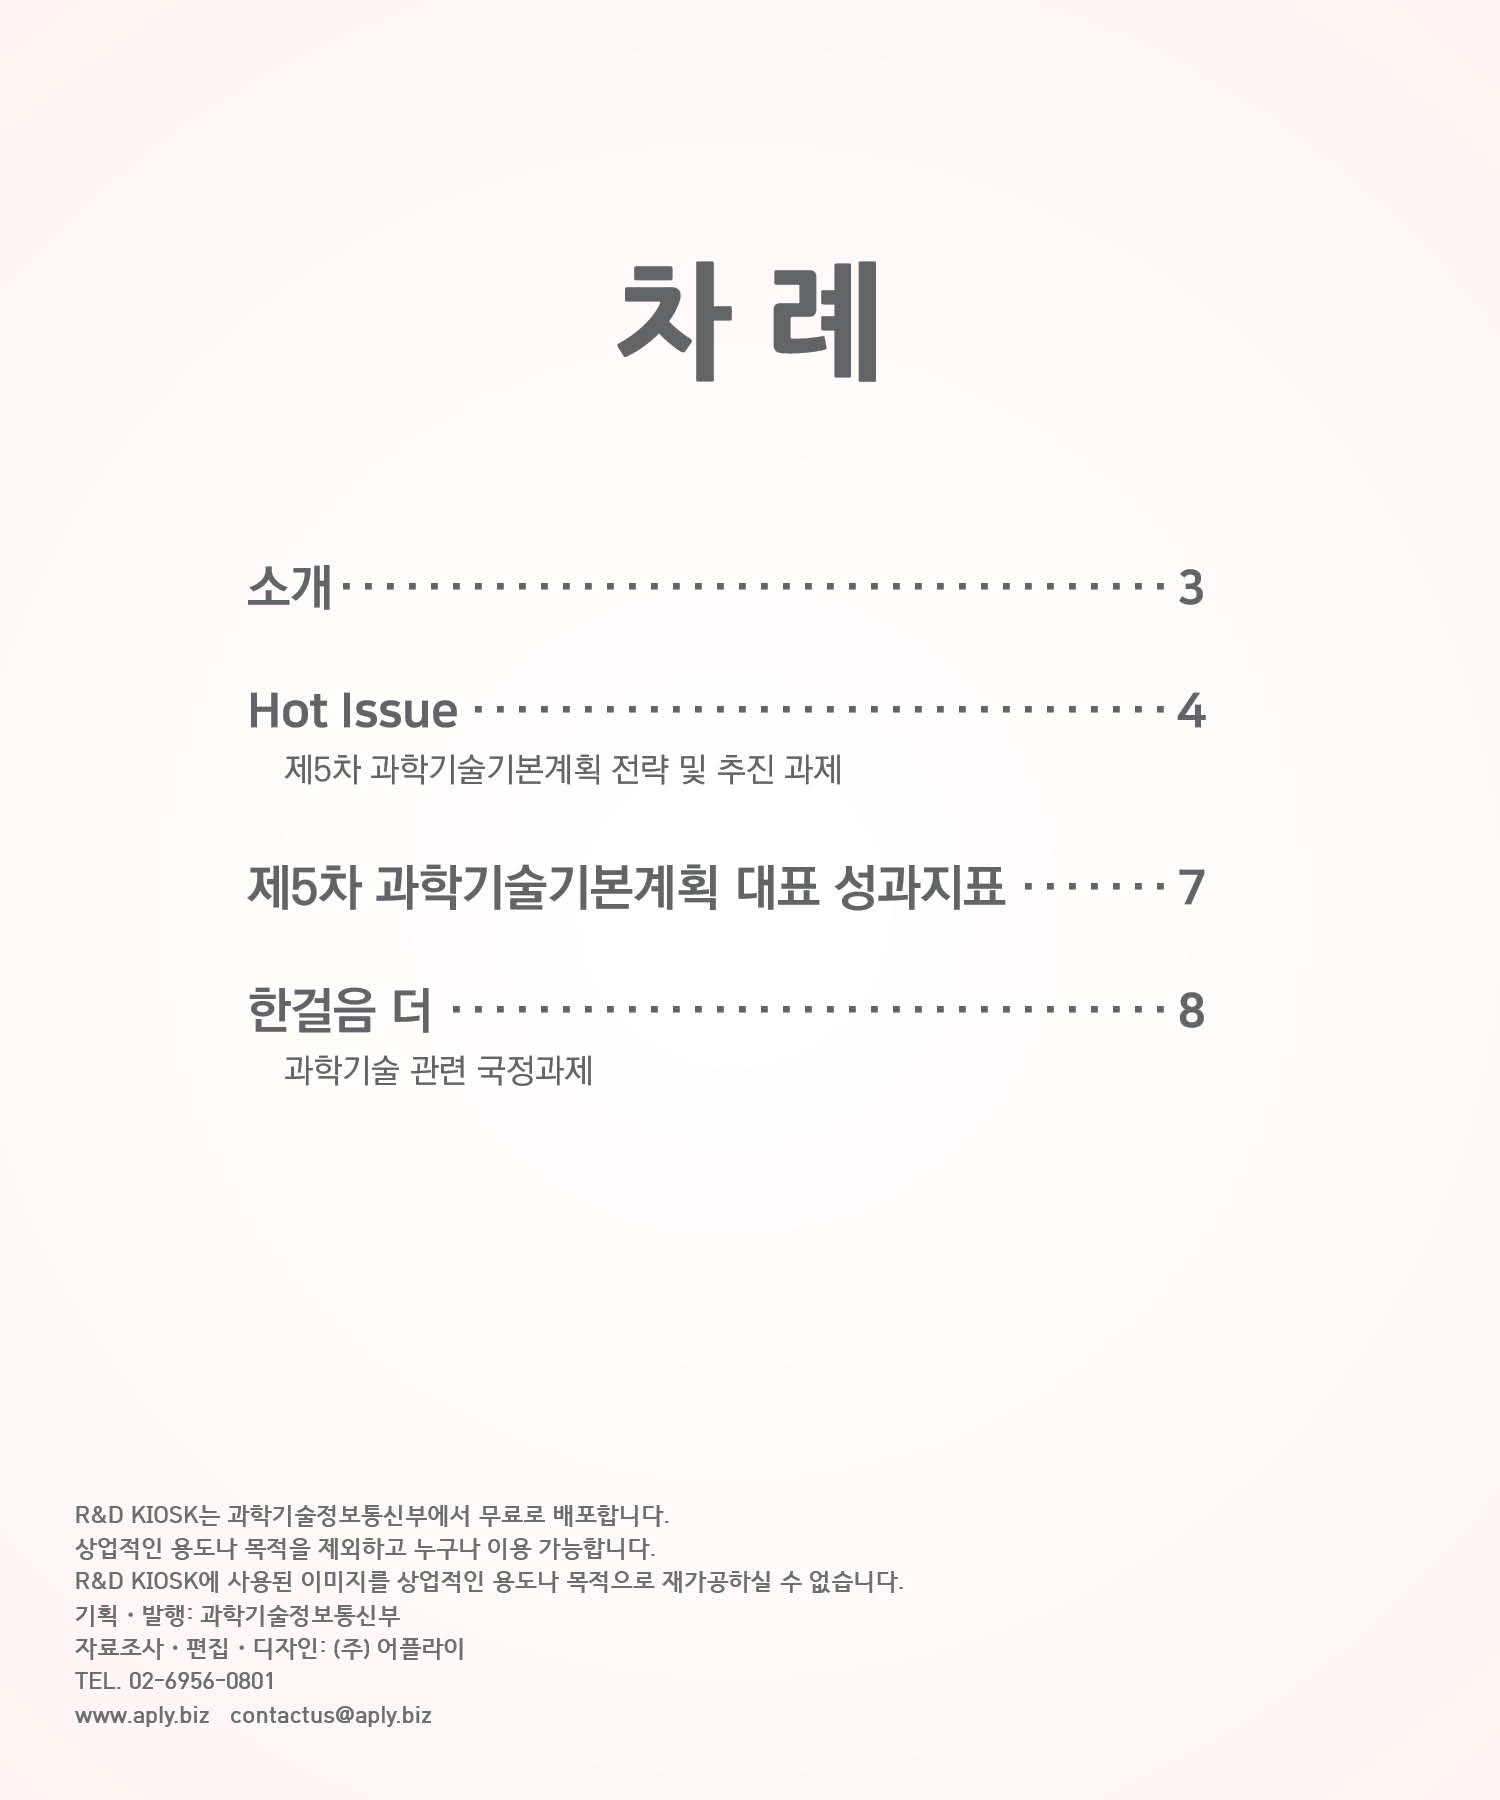 차 례
소개 · · · · · · · · · · · · · · · · · · · · · · · · · · · · · · · · · · · · · · 3
Hot Issue · · · · · · · · · · · · · · · · · · · · · · · · · · · · · · · · 4
제5차 과학기술기본계획 전략 및 추진 과제
제5차 과학기술기본계획 대표 성과지표 · · · · · · · 7
한걸음 더 · · · · · · · · · · · · · · · · · · · · · · · · · · · · · · · · · 8
과학기술 관련 국정과제
R&D KIOSK는 과학기술정보통신부에서 무료로 배포합니다.
상업적인 용도나 목적을 제외하고 누구나 이용 가능합니다.
R&D KIOSK에 사용된 이미지를 상업적인 용도나 목적으로 재가공하실 수 없습니다.
기획 · 발행: 과학기술정보통신부
자료조사 · 편집 · 디자인: (주) 어플라이
TEL. 02-6956-0801
www.aply.biz contactus@aply.biz